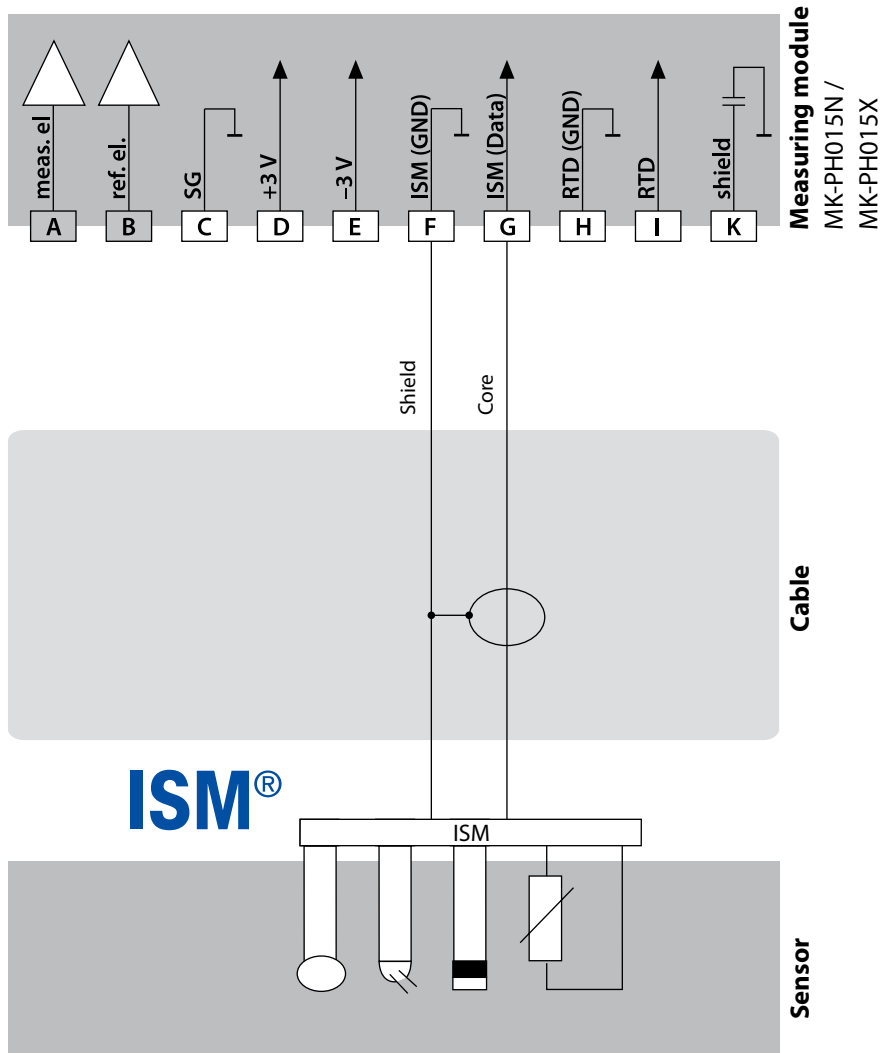 meas. el
ref. el.
SG
+3 V
–3 V
ISM (GND)
ISM (Data)
RTD (GND)
RTD
shield
A
B
C
D
E
F
G
H
I
K
Measuring module
MK-PH015N /
MK-PH015X
Shield
Core
Cable
ISM®
ISM
Sensor